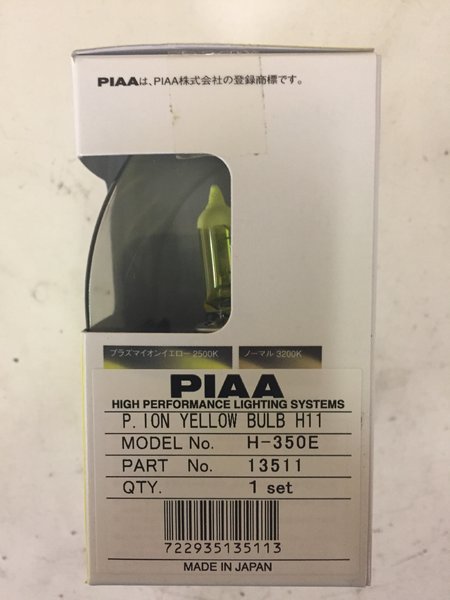 PIAAは、PIAA株式会社の登録商標です。
プラズマイオンイエロー 2500K
ノーマル 3200K
PIAA
HIGH PERFORMANCE LIGHTING SYSTEMS
P.ION YELLOW BULB H11
MODEL No. H-350E
PART No. 13511
QTY. 1 set
722935135113
MADE IN JAPAN